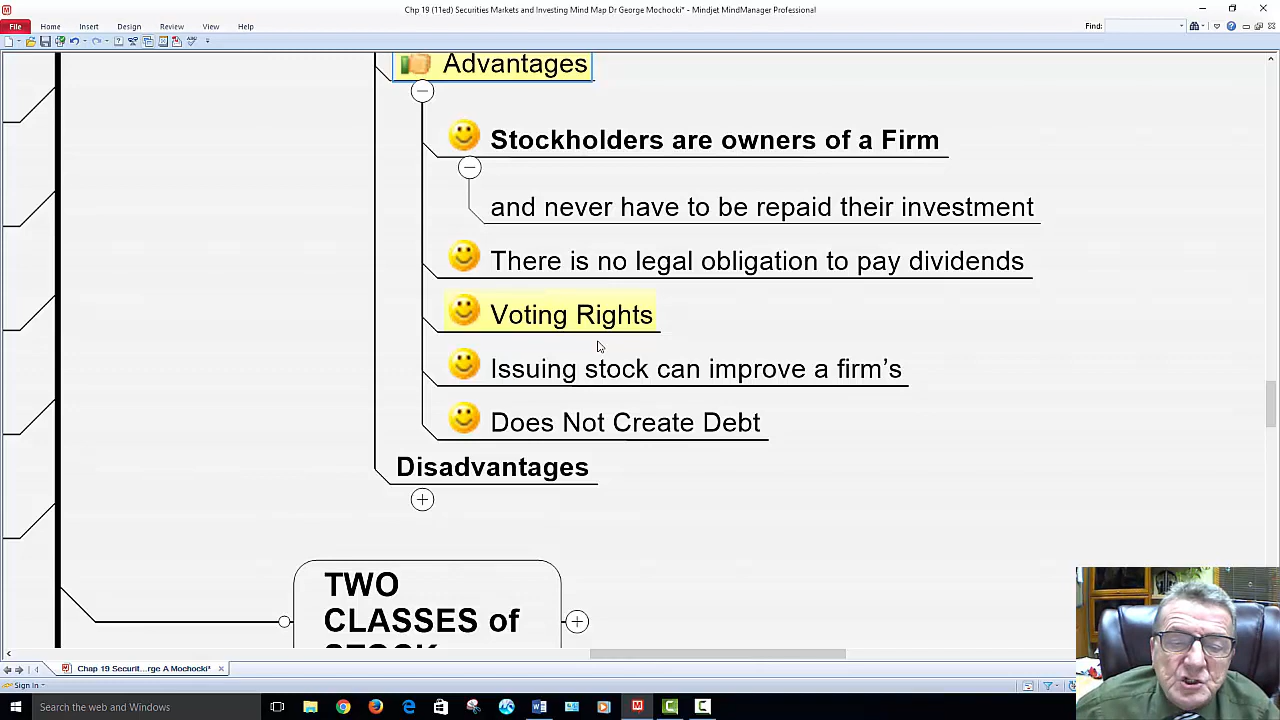 Chp 19 (11ed) Securities Markets and Investing Mind Map Dr George Mochocki* - Mindjet MindManager Professional
File Home Insert Design Review View Find:
Advantages
Stockholders are owners of a Firm
and never have to be repaid their investment
There is no legal obligation to pay dividends
Voting Rights
Issuing stock can improve a firm's
Does Not Create Debt
Disadvantages
TWO
CLASSES of
STOCK
Chap 19 Securit...rge A Mochocki*
Sign In
Search the web and Windows